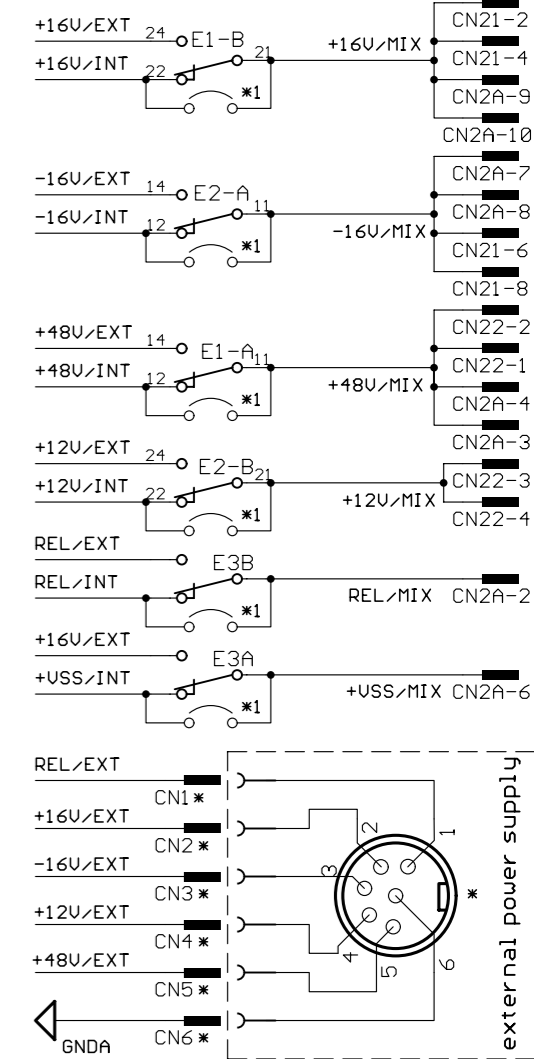 CN21-2
+16V/EXT 24 E1-B +16V/MIX CN21-4
+16V/INT 22 21 *1 CN2A-9
CN2A-10
CN2A-7
-16V/EXT 14 E2-A CN2A-8
-16V/INT 12 11 *1 -16V/MIX CN21-6
CN21-8
CN22-2
+48V/EXT 14 E1-A CN22-1
+48V/INT 12 11 *1 +48V/MIX CN2A-4
CN2A-3
+12V/EXT 24 E2-B CN22-3
+12V/INT 22 21 *1 +12V/MIX CN22-4
REL/EXT E3B
REL/INT *1 REL/MIX CN2A-2
+16V/EXT E3A
+VSS/INT *1 +VSS/MIX CN2A-6
REL/EXT CN1*
+16V/EXT CN2*
-16V/EXT CN3*
+12V/EXT CN4*
+48V/EXT CN5*
GNDA CN6*
1
2
3
4
5
6
*
external power supply